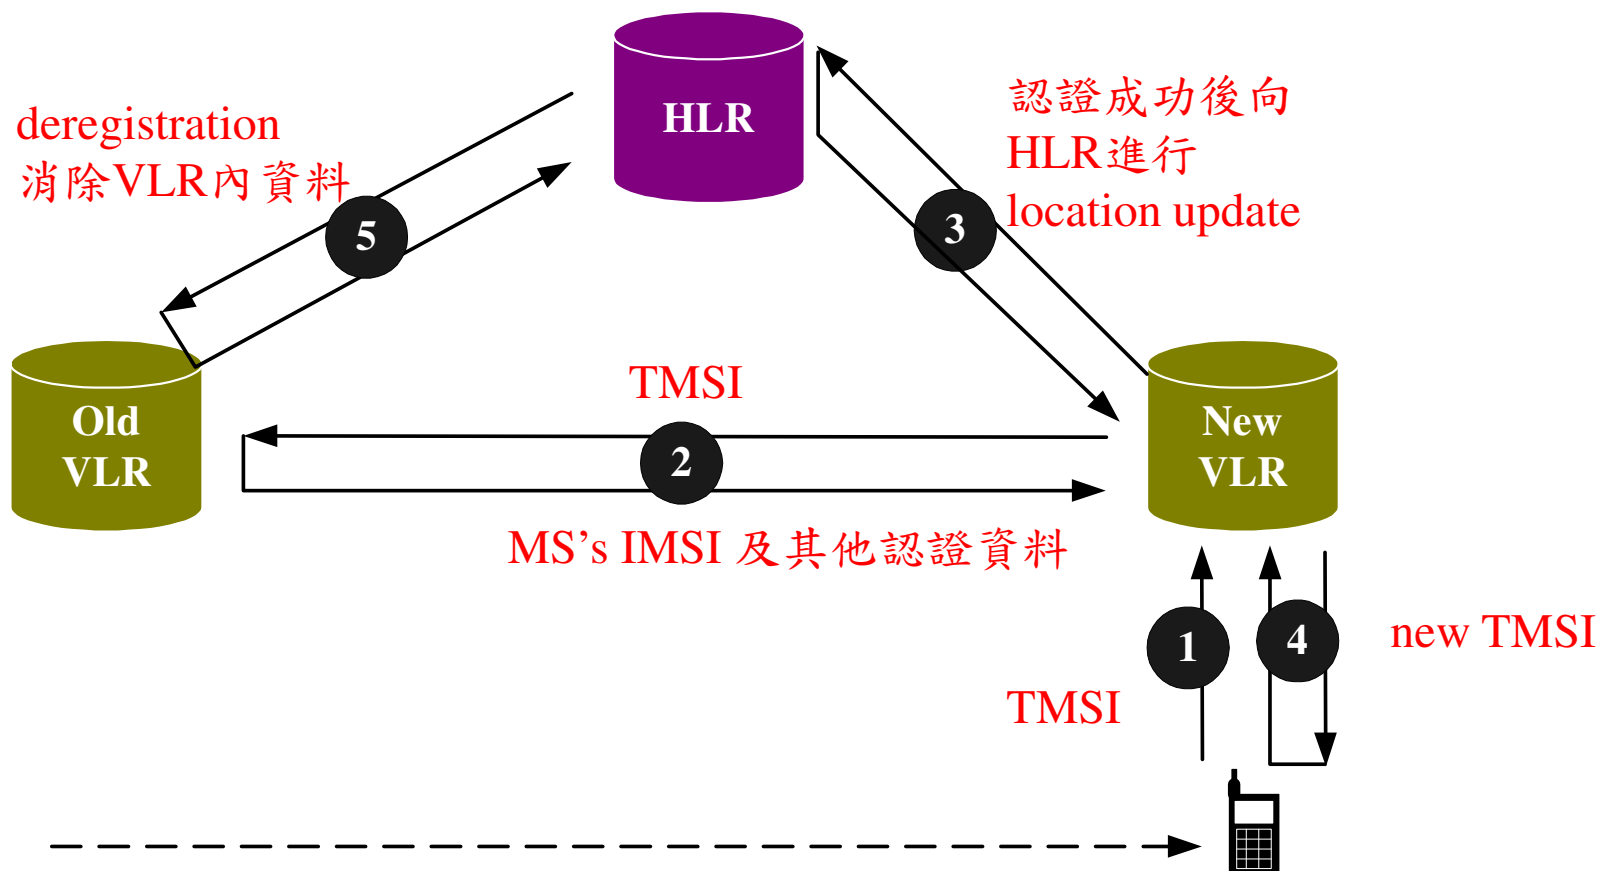 HLR
deregistration
消除VLR內資料
認證成功後向
HLR進行
location update
5
3
TMSI
Old
VLR
2
New
VLR
MS’s IMSI 及其他認證資料
1
4
new TMSI
TMSI